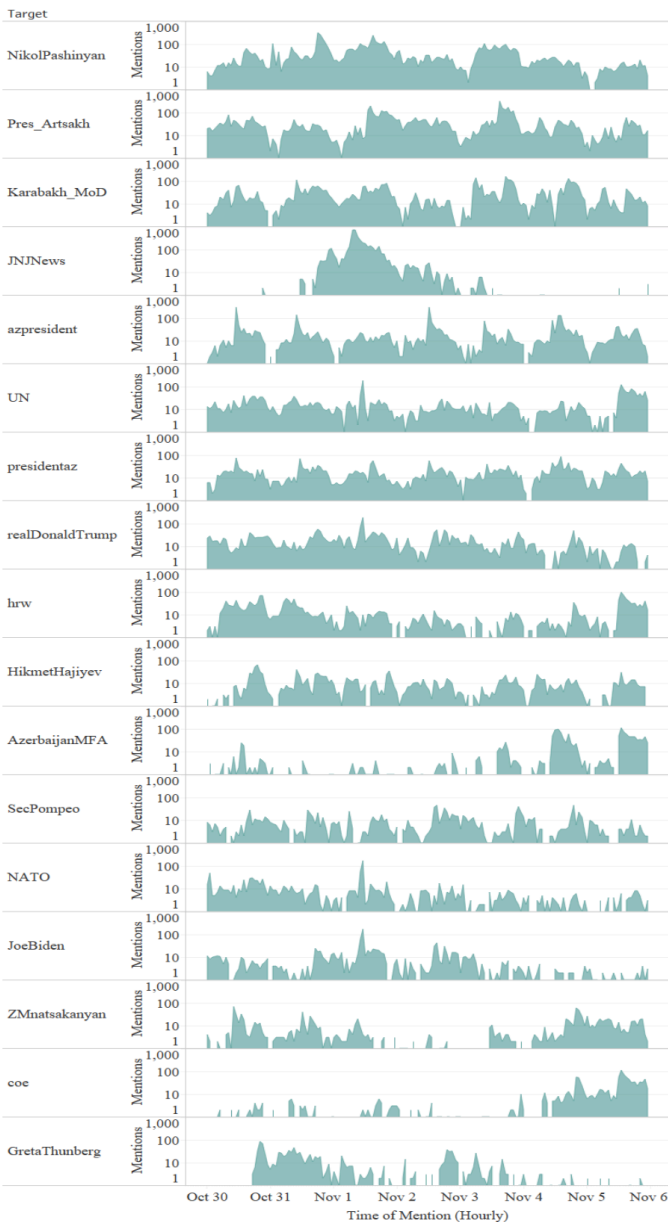 Target
NikolPashinyan Mentions 1,000 100 10 1
Pres_Artsakh Mentions 1,000 100 10 1
Karabakh_MoD Mentions 1,000 100 10 1
JNJNews Mentions 1,000 100 10 1
azpresident Mentions 1,000 100 10 1
UN Mentions 1,000 100 10 1
presidentaz Mentions 1,000 100 10 1
realDonaldTrump Mentions 1,000 100 10 1
hrw Mentions 1,000 100 10 1
HikmetHajiyev Mentions 1,000 100 10 1
AzerbaijanMFA Mentions 1,000 100 10 1
SecPompeo Mentions 1,000 100 10 1
NATO Mentions 1,000 100 10 1
JoeBiden Mentions 1,000 100 10 1
ZMnatsakanyan Mentions 1,000 100 10 1
coe Mentions 1,000 100 10 1
GretaThunberg Mentions 1,000 100 10 1
Oct 30 Oct 31 Nov 1 Nov 2 Nov 3 Nov 4 Nov 5 Nov 6
Time of Mention (Hourly)